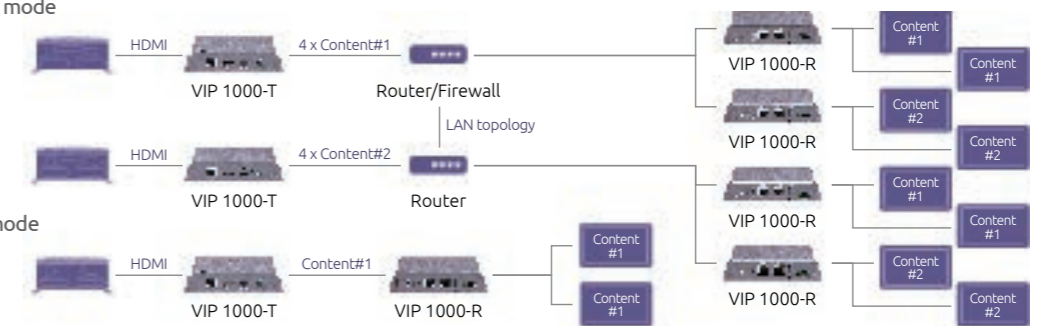 mode
HDMI
4 x Content#1
VIP 1000-T
Router/Firewall
VIP 1000-R
Content
#1
Content
#1
LAN topology
VIP 1000-R
Content
#2
Content
#2
HDMI
4 x Content#2
VIP 1000-T
Router
VIP 1000-R
Content
#1
Content
#1
VIP 1000-R
Content
#2
Content
#2
node
HDMI
Content#1
VIP 1000-T
VIP 1000-R
Content
#1
Content
#1